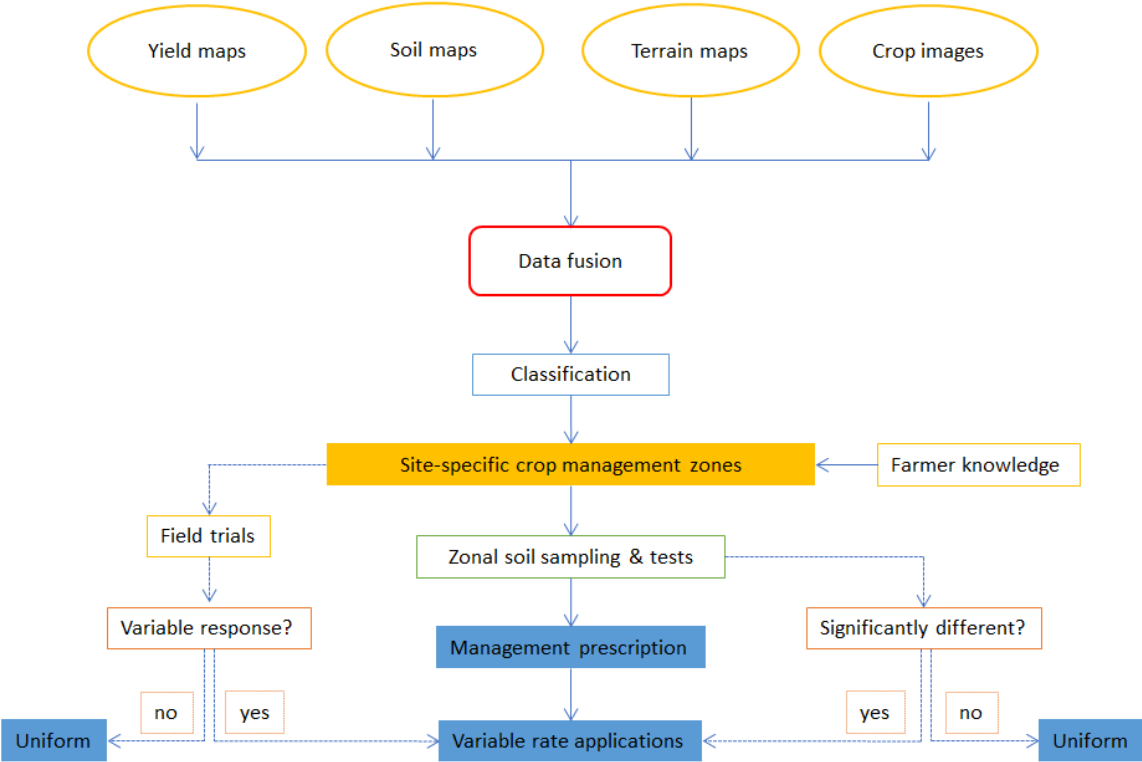 Yield maps
Soil maps
Terrain maps
Crop images
Data fusion
Classification
Site-specific crop management zones
Farmer knowledge
Field trials
Zonal soil sampling & tests
Variable response?
Management prescription
Significantly different?
no
yes
yes
no
Uniform
Variable rate applications
Uniform